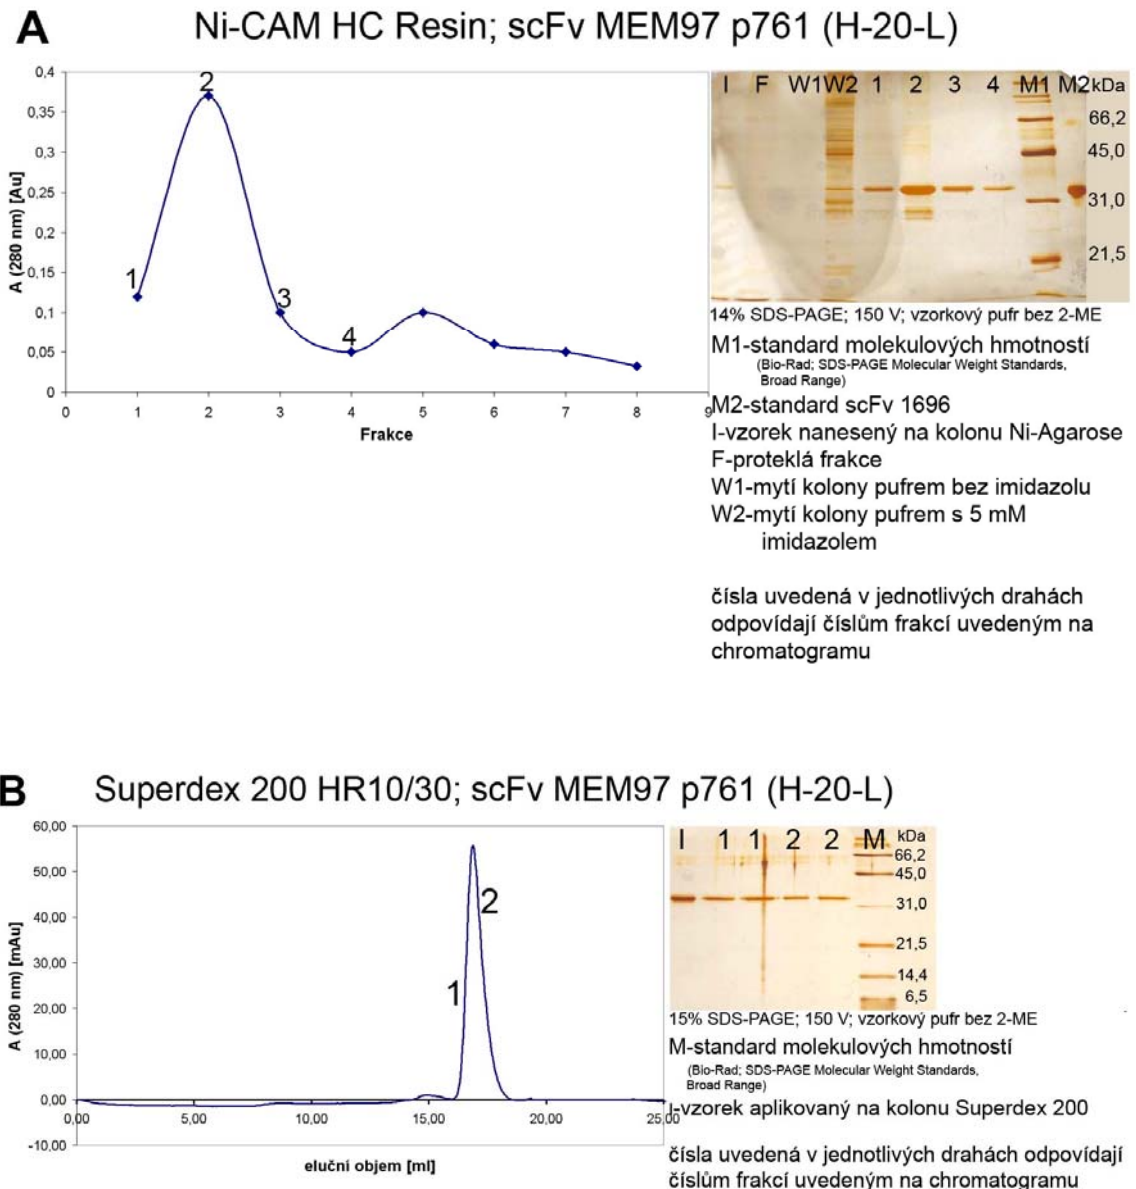 A
Ni-CAM HC Resin; scFv MEM97 p761 (H-20-L)
0,4
0,35
0,3
0,25
0,2
0,15
0,1
0,05
0
A (280 nm) [Au]
1
2
3
4
0 1 2 3 4 5 6 7 8 9
Frakce
I F W1 W2 1 2 3 4 M1 M2 kDa
66,2
45,0
31,0
21,5
14% SDS-PAGE; 150 V; vzorkový pufr bez 2-ME
M1-standard molekulových hmotností
(Bio-Rad; SDS-PAGE Molecular Weight Standards,
Broad Range)
M2-standard scFv 1696
I-vzorek nanesený na kolonu Ni-Agarose
F-proteklá frakce
W1-mytí kolony pufrem bez imidazolu
W2-mytí kolony pufrem s 5 mM
imidazolem
čísla uvedená v jednotlivých drahách
odpovídají číslům frakcí uvedeným na
chromatogramu
B
Superdex 200 HR10/30; scFv MEM97 p761 (H-20-L)
60,00
50,00
40,00
30,00
20,00
10,00
0,00
-10,00
A (280 nm) [mAu]
1
2
0,00 5,00 10,00 15,00 20,00 25,00
eluční objem [ml]
I 1 1 2 2 M kDa
66,2
45,0
31,0
21,5
14,4
6,5
15% SDS-PAGE; 150 V; vzorkový pufr bez 2-ME
M-standard molekulových hmotností
(Bio-Rad; SDS-PAGE Molecular Weight Standards,
Broad Range)
I-vzorek aplikovaný na kolonu Superdex 200
čísla uvedená v jednotlivých drahách odpovídají
číslům frakcí uvedeným na chromatogramu